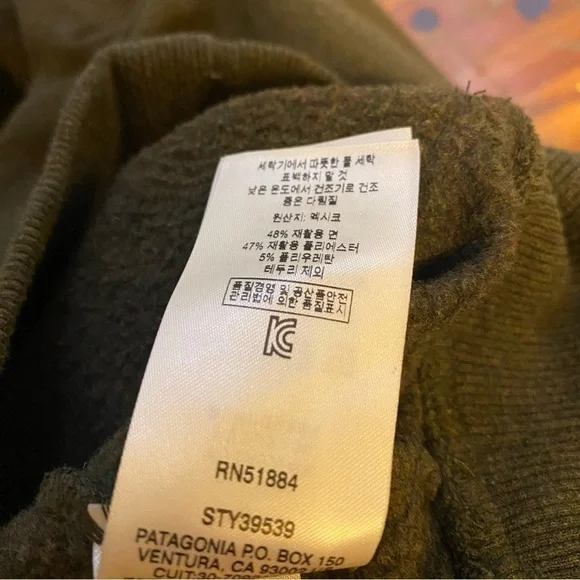 세탁기에서 따뜻한 물 세탁
표백하지 말 것
낮은 온도에서 건조기로 건조
좋은 다림질
원산지: 멕시코
48% 재활용 면
47% 재활용 폴리에스터
5% 폴리우레탄
테두리 제외
품질경영 및 공산품안전
관리법에 의한 품질표시
RN51884
STY39539
PATAGONIA P.O. BOX 150
VENTURA, CA 93002